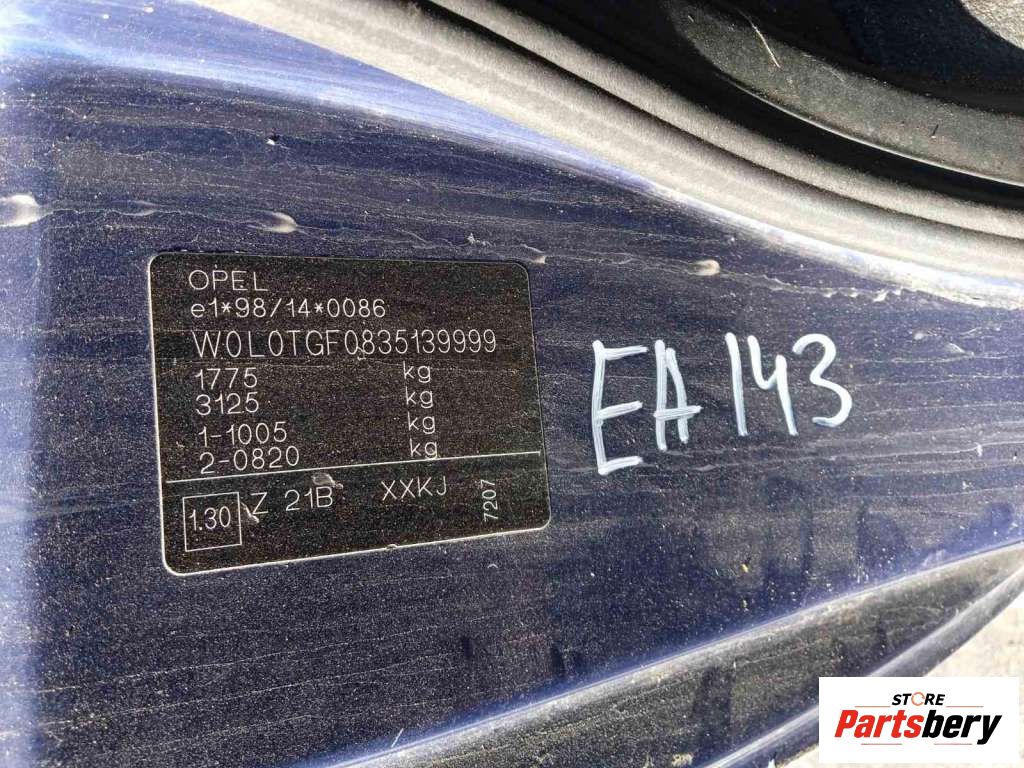 OPEL
e1*98/14*0086
W0L0TGF0835139999
1775 kg
3125 kg
1-1005 kg
2-0820 kg
1.30 Z 21B XXKJ 7207
EA 143
STORE
Partsbery